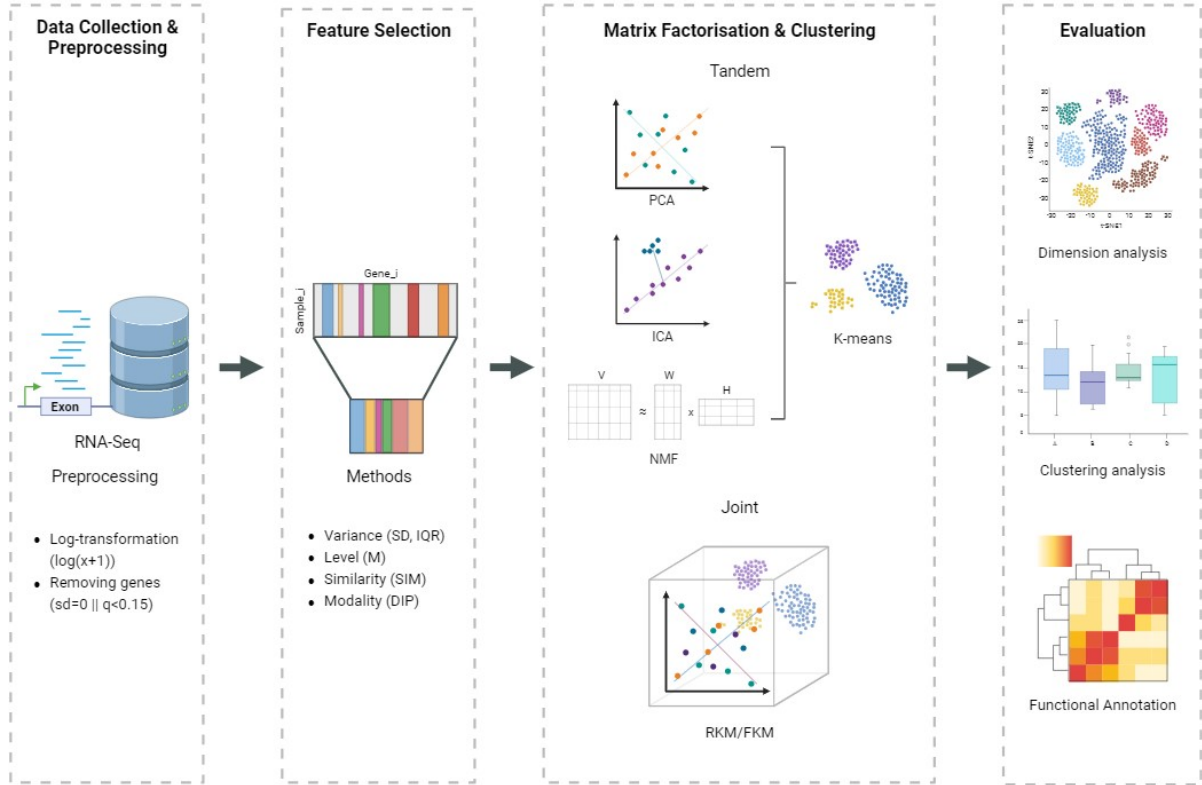 Data Collection &
Preprocessing
Exon
RNA-Seq
Preprocessing
• Log-transformation
(log(x+1))
• Removing genes
(sd=0 || q<0.15)
Feature Selection
Gene_i
Sample_i
Methods
• Variance (SD, IQR)
• Level (M)
• Similarity (SIM)
• Modality (DIP)
Matrix Factorisation & Clustering
Tandem
PCA
ICA
V
≈
W
x
H
NMF
K-means
Joint
RKM/FKM
Evaluation
Dimension analysis
A B C D
Clustering analysis
Functional Annotation